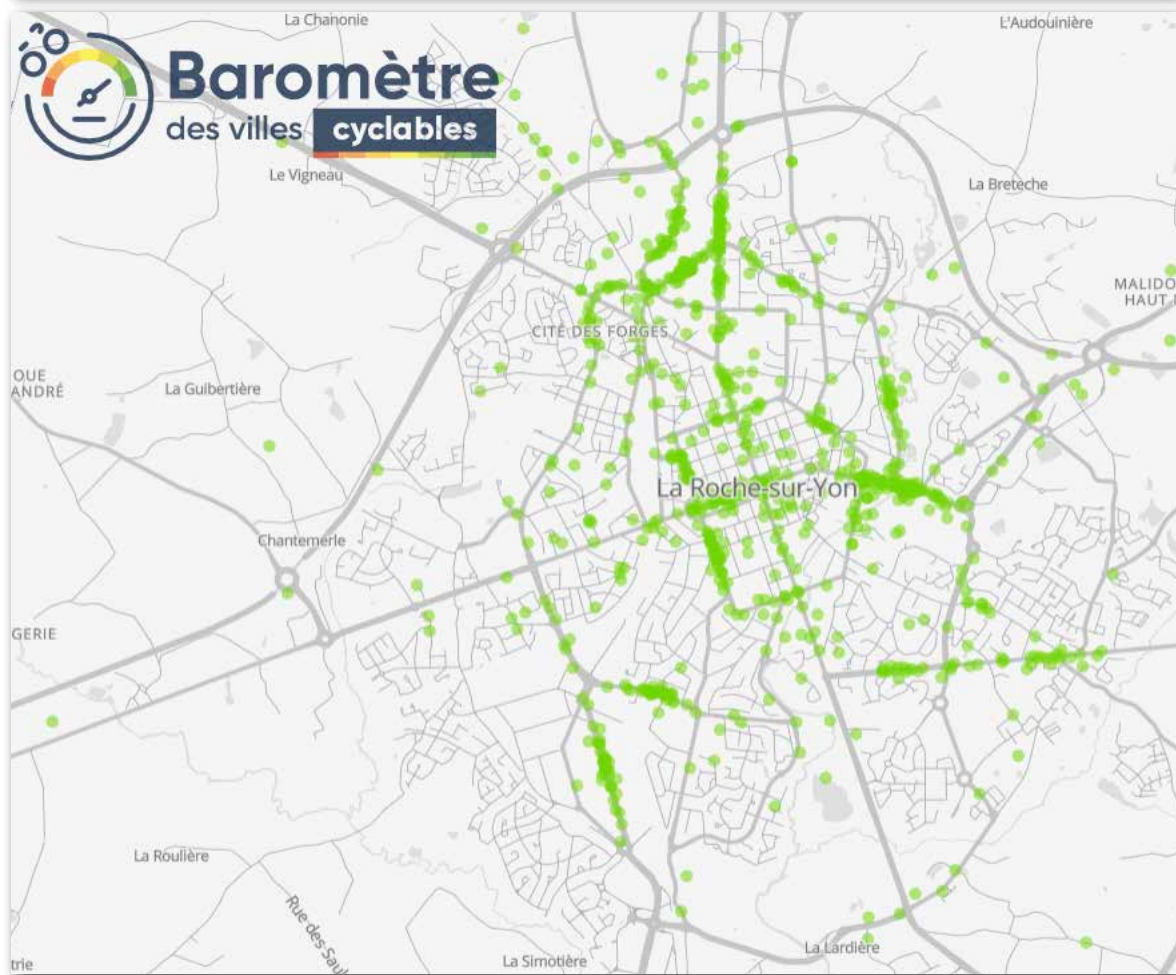 La Chanonie
L'Audouinière
Baromètre
des villes cyclables
Le Vigneau
La Breteche
MALIDO
HAUT
CITÉ DES FORGES
OUE
ANDRÉ
La Guibertière
La Roche-sur-Yon
Chantemerle
GERIE
La Roulière
Rue des Saul
La Lardière
La Simotière
trie